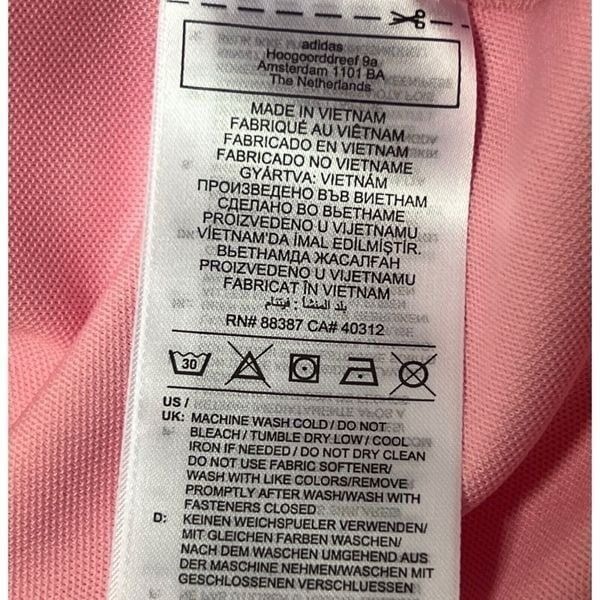 adidas
Hoogoorddreef 9a
Amsterdam 1101 BA
The Netherlands
MADE IN VIETNAM
FABRIQUÉ AU VIÊTNAM
FABRICADO EN VIETNAM
FABRICADO NO VIETNAME
GYÁRTVA: VIETNÁM
ПРОИЗВЕДЕНО ВЪВ ВИЕТНАМ
СДЕЛАНО ВО ВЬЕТНАМЕ
PROIZVEDENO U VIJETNAMU
VİETNAM'DA İMAL EDİLMİŞTİR.
ВЬЕТНАМДА ЖАСАЛҒАН
PROIZVEDENO U VIJETNAMU
FABRICAT ÎN VIETNAM
بلد المنشأ : فيتنام
RN# 88387 CA# 40312
30
US /
UK: MACHINE WASH COLD / DO NOT
BLEACH / TUMBLE DRY LOW / COOL
IRON IF NEEDED / DO NOT DRY CLEAN
DO NOT USE FABRIC SOFTENER/
WASH WITH LIKE COLORS/REMOVE
PROMPTLY AFTER WASH/WASH WITH
FASTENERS CLOSED
D: KEINEN WEICHSPUELER VERWENDEN/
MIT GLEICHEN FARBEN WASCHEN/
NACH DEM WASCHEN UMGEHEND AUS
DER MASCHINE NEHMEN/WASCHEN MIT
GESCHLOSSENEN VERSCHLUESSEN